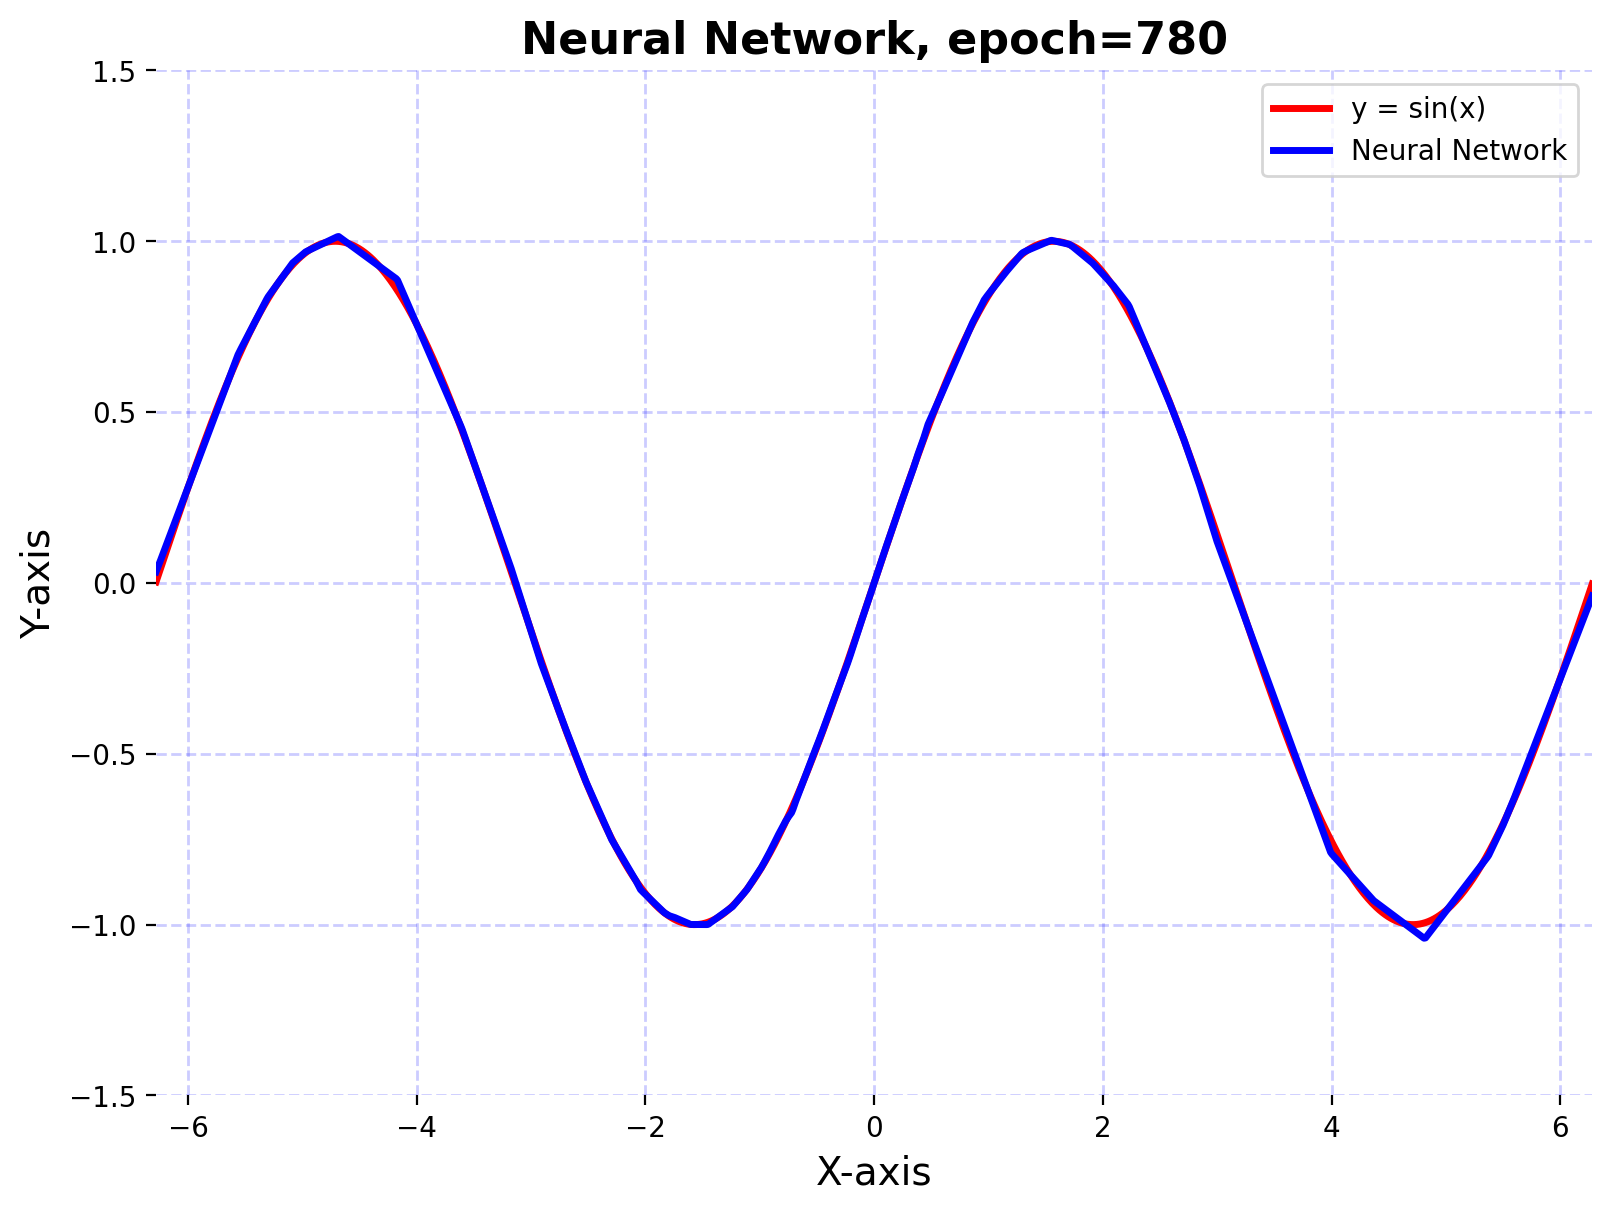 Neural Network, epoch=780
1.5
1.0
0.5
0.0
−0.5
−1.0
−1.5
Y-axis
y = sin(x)
Neural Network
−6
−4
−2
0
2
4
6
X-axis